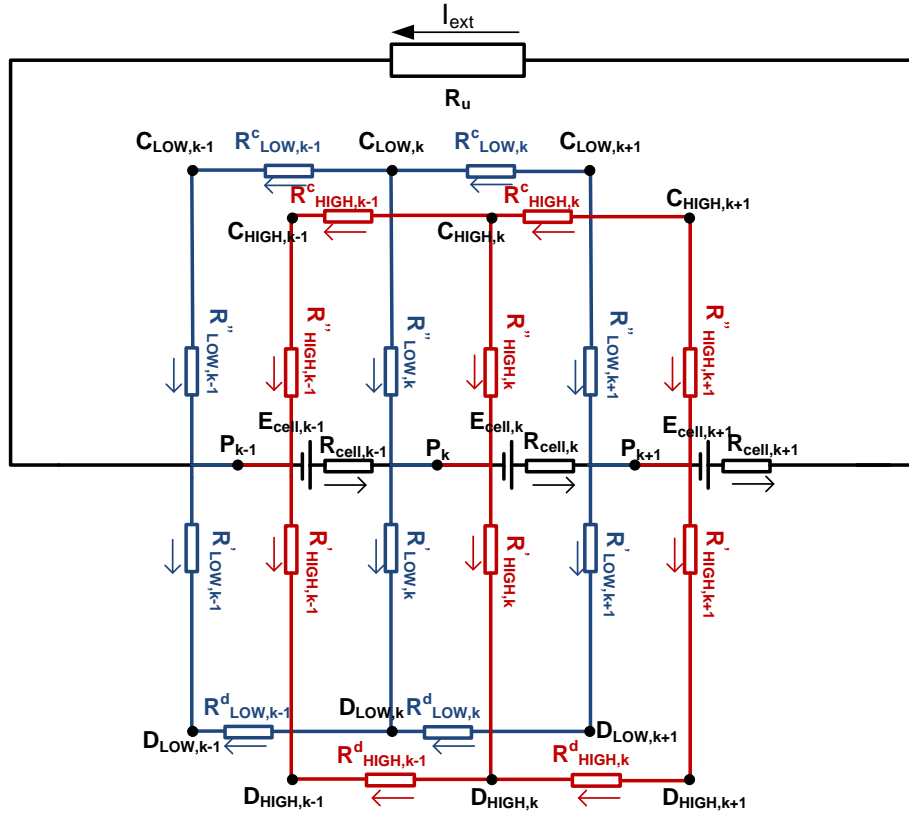 I_ext
R_u
C_LOW,k-1 R^c_LOW,k-1 C_LOW,k R^c_LOW,k C_LOW,k+1
R^c_HIGH,k-1 R^c_HIGH,k C_HIGH,k+1
C_HIGH,k-1 C_HIGH,k
R"_LOW,k-1 R"_HIGH,k-1 R"_LOW,k R"_HIGH,k R"_LOW,k+1 R"_HIGH,k+1
E_cell,k-1 E_cell,k E_cell,k+1
P_k-1 R_cell,k-1 P_k R_cell,k P_k+1 R_cell,k+1
R'_LOW,k-1 R'_HIGH,k-1 R'_LOW,k R'_HIGH,k R'_LOW,k+1 R'_HIGH,k+1
R^d_LOW,k-1 D_LOW,k R^d_LOW,k
D_LOW,k-1 D_LOW,k+1
R^d_HIGH,k-1 R^d_HIGH,k
D_HIGH,k-1 D_HIGH,k D_HIGH,k+1